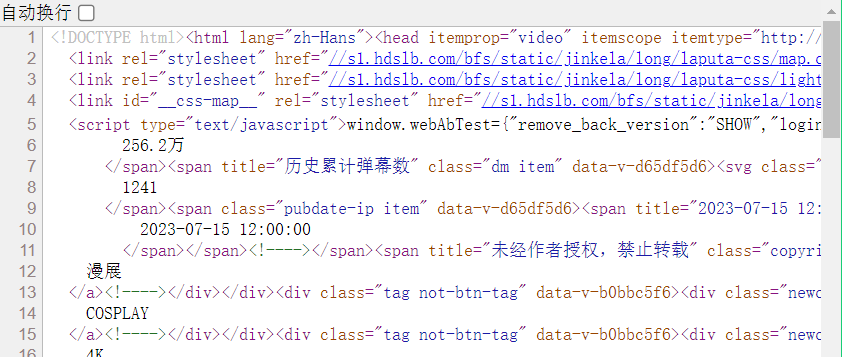 自动换行
1 <!DOCTYPE html><html lang="zh-Hans"><head itemprop="video" itemscope itemtype="http://
2 <link rel="stylesheet" href="//s1.hdslb.com/bfs/static/jinkela/long/laputa-css/map.c
3 <link rel="stylesheet" href="//s1.hdslb.com/bfs/static/jinkela/long/laputa-css/light
4 <link id="__css-map__" rel="stylesheet" href="//s1.hdslb.com/bfs/static/jinkela/long
5 <script type="text/javascript">window.webAbTest={"remove_back_version":"SHOW","login
6 256.2万
7 </span><span title="历史累计弹幕数" class="dm item" data-v-d65df5d6><svg class="
8 1241
9 </span><span class="pubdate-ip item" data-v-d65df5d6><span title="2023-07-15 12:
10 2023-07-15 12:00:00
11 </span></span><!----></span><span title="未经作者授权，禁止转载" class="copyri
12 漫展
13 </a><!----></div></div><div class="tag not-btn-tag" data-v-b0bbc5f6><div class="newc
14 COSPLAY
15 </a><!----></div></div><div class="tag not-btn-tag" data-v-b0bbc5f6><div class="newc
16 4K